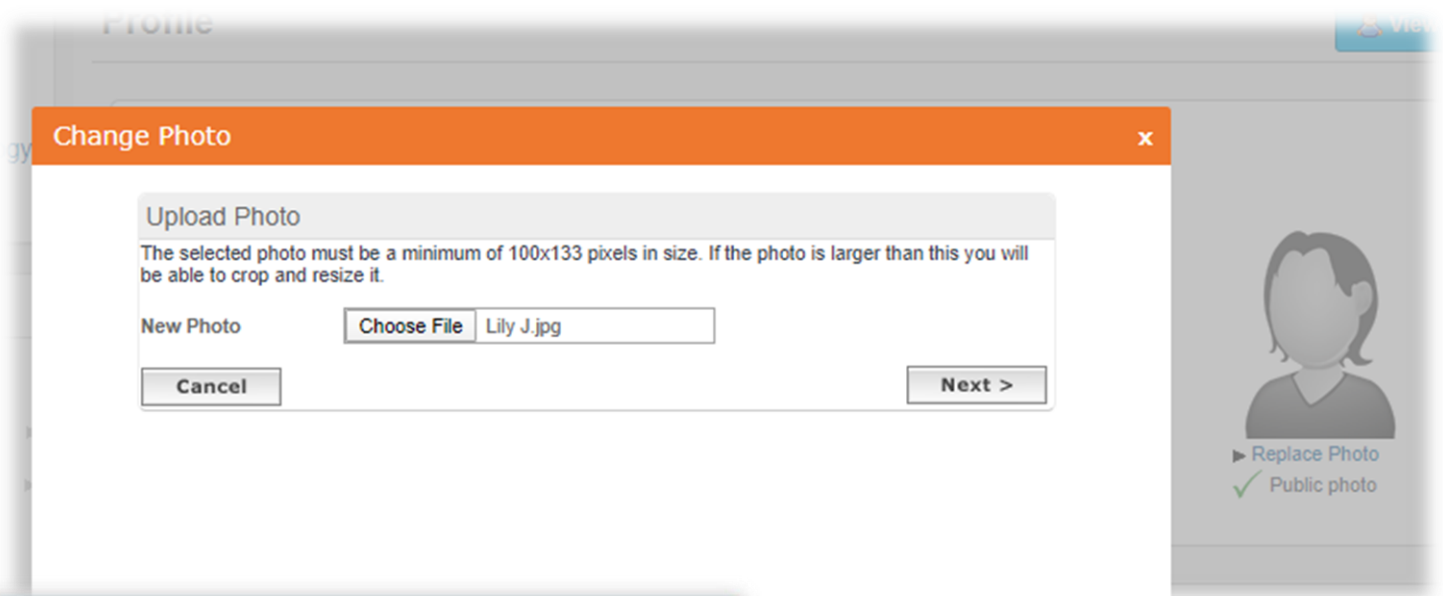 Profile
View
gy
Change Photo
x
Upload Photo
The selected photo must be a minimum of 100x133 pixels in size. If the photo is larger than this you will
be able to crop and resize it.
New Photo
Choose File
Lily J.jpg
Cancel
Next >
Replace Photo
Public photo